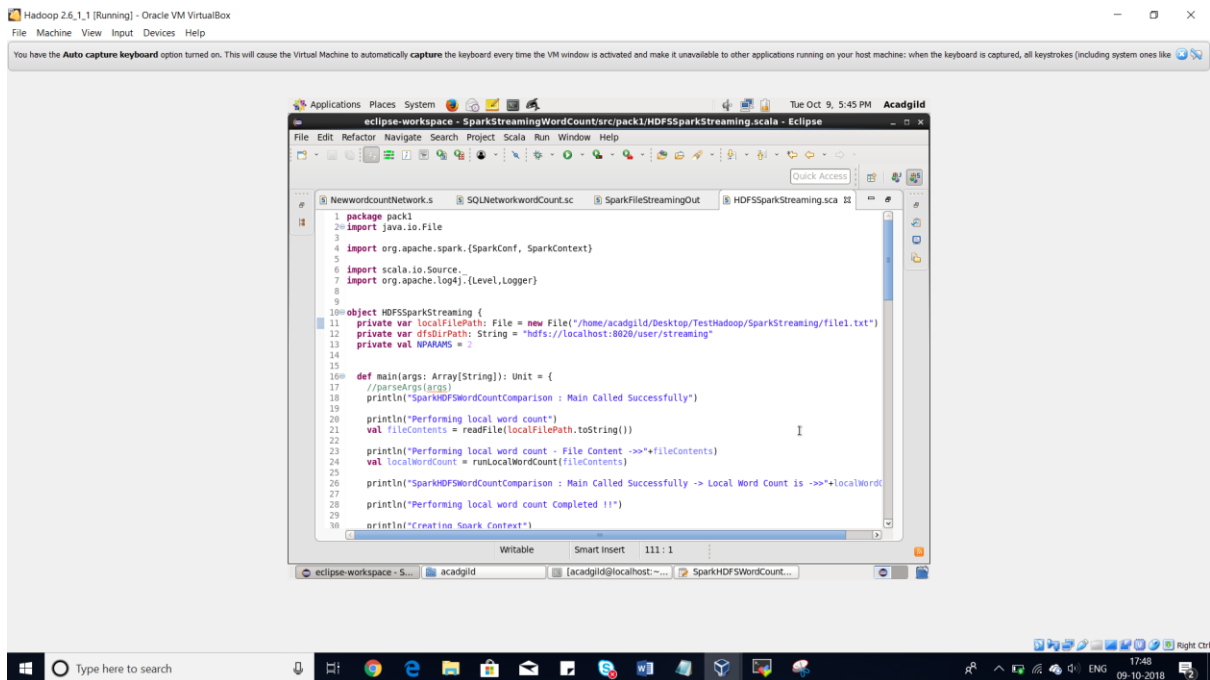 Hadoop 2.6_1_1 [Running] - Oracle VM VirtualBox
File Machine View Input Devices Help
You have the Auto capture keyboard option turned on. This will cause the Virtual Machine to automatically capture the keyboard every time the VM window is activated and make it unavailable to other applications running on your host machine: when the keyboard is captured, all keystrokes (including system ones like
Applications Places System Tue Oct 9, 5:45 PM Acadgild
eclipse-workspace - SparkStreamingWordCount/src/pack1/HDFSSparkStreaming.scala - Eclipse
File Edit Refactor Navigate Search Project Scala Run Window Help
Quick Access
NewwordcountNetwork.s SQLNetworkwordCount.sc SparkFileStreamingOut HDFSSparkStreaming.sca
1 package pack1
2 import java.io.File
3
4 import org.apache.spark.{SparkConf, SparkContext}
5
6 import scala.io.Source._
7 import org.apache.log4j.{Level,Logger}
8
9
10 object HDFSSparkStreaming {
11 private var localFilePath: File = new File("/home/acadgild/Desktop/TestHadoop/SparkStreaming/file1.txt")
12 private var dfsDirPath: String = "hdfs://localhost:8020/user/streaming"
13 private val NPARAMS = 2
14
15
16 def main(args: Array[String]): Unit = {
17 //parseArgs(args)
18 println("SparkHDFSWordCountComparison : Main Called Successfully")
19
20 println("Performing local word count")
21 val fileContents = readFile(localFilePath.toString())
22
23 println("Performing local word count - File Content ->>"+fileContents)
24 val localWordCount = runLocalWordCount(fileContents)
25
26 println("SparkHDFSWordCountComparison : Main Called Successfully -> Local Word Count is ->>"+localWordC
27
28 println("Performing local word count Completed !!")
29
30 println("Creating Spark Context")
Writable Smart Insert 111 : 1
eclipse-workspace - S... acadgild [acadgild@localhost:~... SparkHDFSWordCount...
Right Ctrl
Type here to search ENG 17:48
09-10-2018